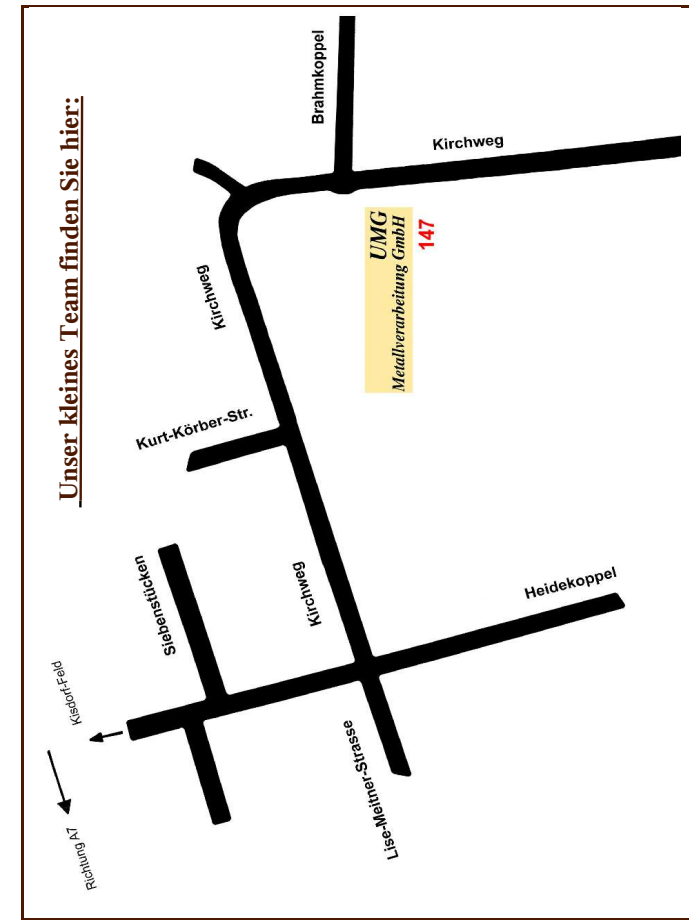 Unser kleines Team finden Sie hier:
Brahmkoppel
Kirchweg
UMG
Metallverarbeitung GmbH
147
Kirchweg
Kurt-Körber-Str.
Siebenstücken
Kirchweg
Heidekoppel
Kisdorf-Feld
Lise-Meitner-Strasse
Richtung A7